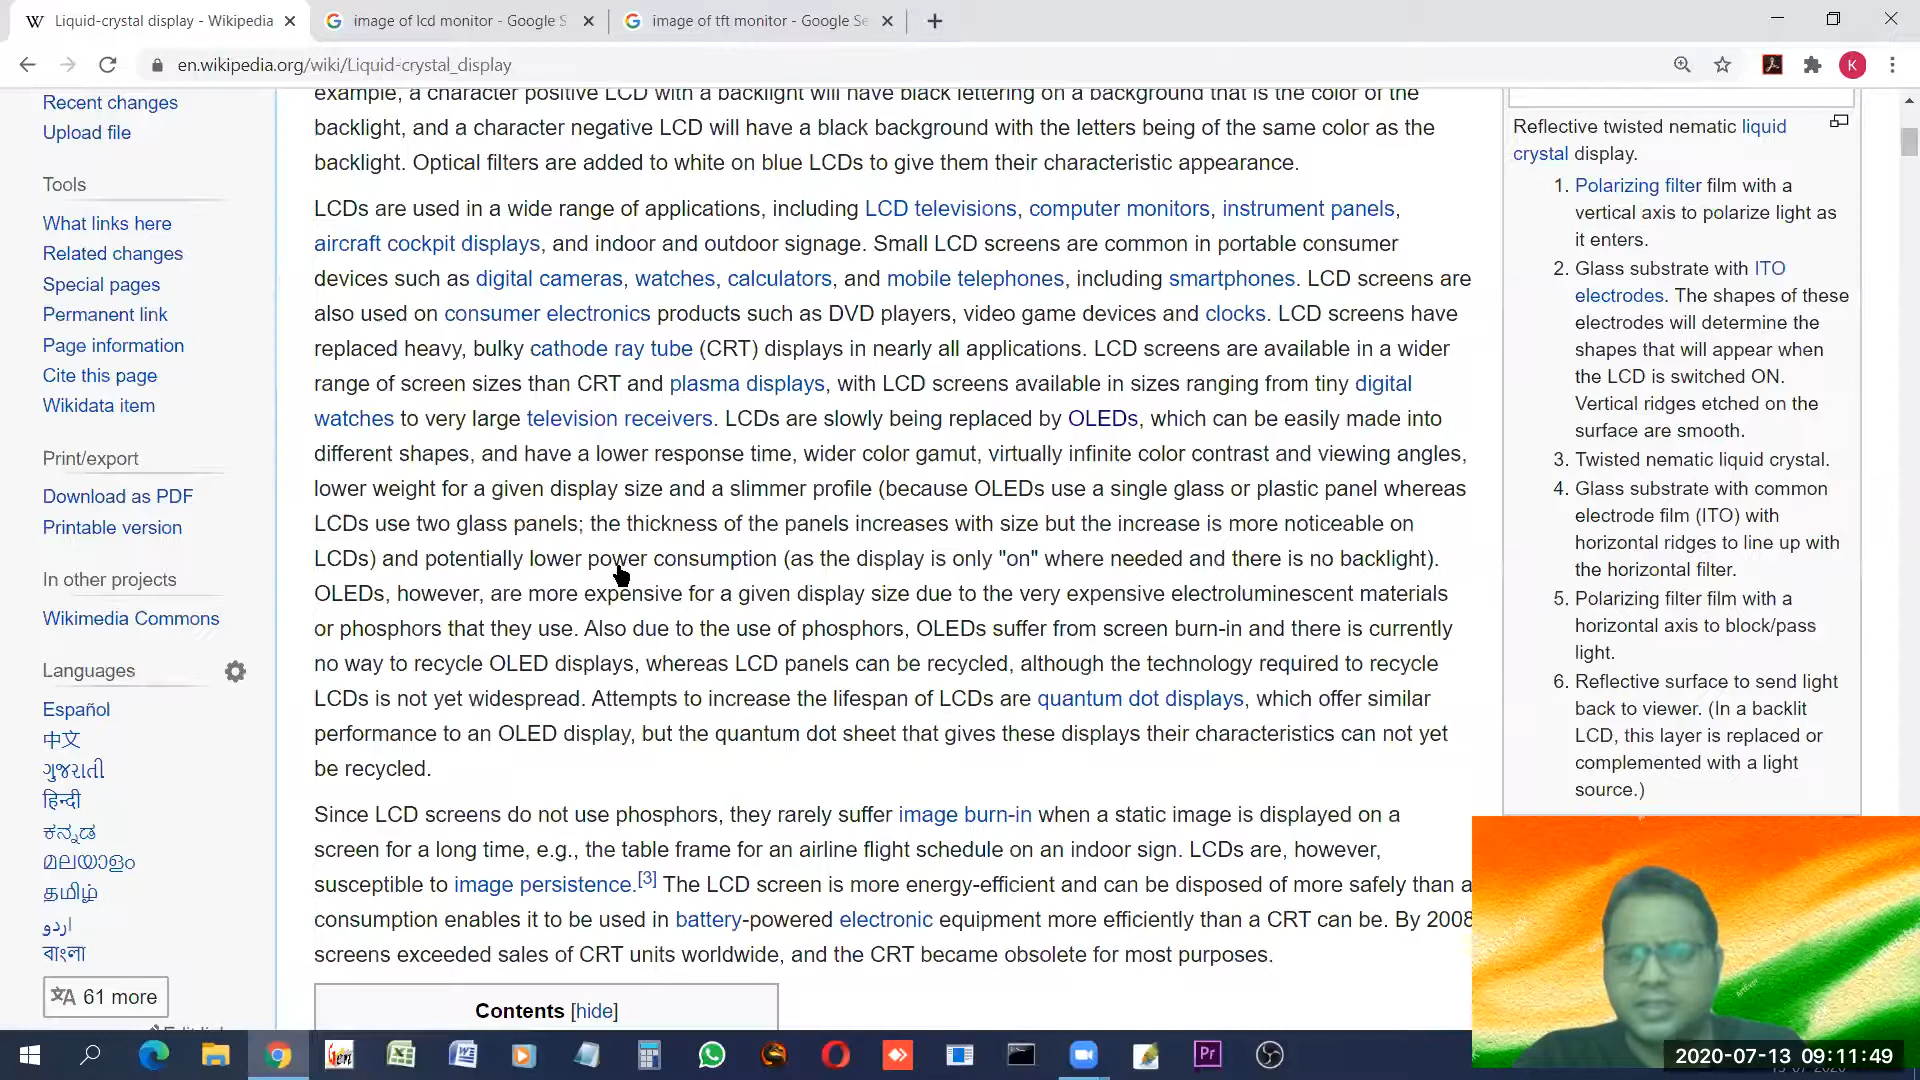 Liquid-crystal display - Wikipedia
image of lcd monitor - Google S
image of tft monitor - Google Se
en.wikipedia.org/wiki/Liquid-crystal_display
K
Recent changes
Upload file
Tools
What links here
Related changes
Special pages
Permanent link
Page information
Cite this page
Wikidata item
Print/export
Download as PDF
Printable version
In other projects
Wikimedia Commons
Languages
Español
中文
ગુજરાતી
हिन्दी
ಕನ್ನಡ
മലയാളം
தமிழ்
اردو
বাংলা
61 more
example, a character positive LCD with a backlight will have black lettering on a background that is the color of the
backlight, and a character negative LCD will have a black background with the letters being of the same color as the
backlight. Optical filters are added to white on blue LCDs to give them their characteristic appearance.
LCDs are used in a wide range of applications, including LCD televisions, computer monitors, instrument panels,
aircraft cockpit displays, and indoor and outdoor signage. Small LCD screens are common in portable consumer
devices such as digital cameras, watches, calculators, and mobile telephones, including smartphones. LCD screens are
also used on consumer electronics products such as DVD players, video game devices and clocks. LCD screens have
replaced heavy, bulky cathode ray tube (CRT) displays in nearly all applications. LCD screens are available in a wider
range of screen sizes than CRT and plasma displays, with LCD screens available in sizes ranging from tiny digital
watches to very large television receivers. LCDs are slowly being replaced by OLEDs, which can be easily made into
different shapes, and have a lower response time, wider color gamut, virtually infinite color contrast and viewing angles,
lower weight for a given display size and a slimmer profile (because OLEDs use a single glass or plastic panel whereas
LCDs use two glass panels; the thickness of the panels increases with size but the increase is more noticeable on
LCDs) and potentially lower power consumption (as the display is only "on" where needed and there is no backlight).
OLEDs, however, are more expensive for a given display size due to the very expensive electroluminescent materials
or phosphors that they use. Also due to the use of phosphors, OLEDs suffer from screen burn-in and there is currently
no way to recycle OLED displays, whereas LCD panels can be recycled, although the technology required to recycle
LCDs is not yet widespread. Attempts to increase the lifespan of LCDs are quantum dot displays, which offer similar
performance to an OLED display, but the quantum dot sheet that gives these displays their characteristics can not yet
be recycled.
Since LCD screens do not use phosphors, they rarely suffer image burn-in when a static image is displayed on a
screen for a long time, e.g., the table frame for an airline flight schedule on an indoor sign. LCDs are, however,
susceptible to image persistence.[3] The LCD screen is more energy-efficient and can be disposed of more safely than a
consumption enables it to be used in battery-powered electronic equipment more efficiently than a CRT can be. By 2008
screens exceeded sales of CRT units worldwide, and the CRT became obsolete for most purposes.
Contents [hide]
Reflective twisted nematic liquid
crystal display.
1. Polarizing filter film with a
vertical axis to polarize light as
it enters.
2. Glass substrate with ITO
electrodes. The shapes of these
electrodes will determine the
shapes that will appear when
the LCD is switched ON.
Vertical ridges etched on the
surface are smooth.
3. Twisted nematic liquid crystal.
4. Glass substrate with common
electrode film (ITO) with
horizontal ridges to line up with
the horizontal filter.
5. Polarizing filter film with a
horizontal axis to block/pass
light.
6. Reflective surface to send light
back to viewer. (In a backlit
LCD, this layer is replaced or
complemented with a light
source.)
Gen
Pr
2020-07-13 09:11:49